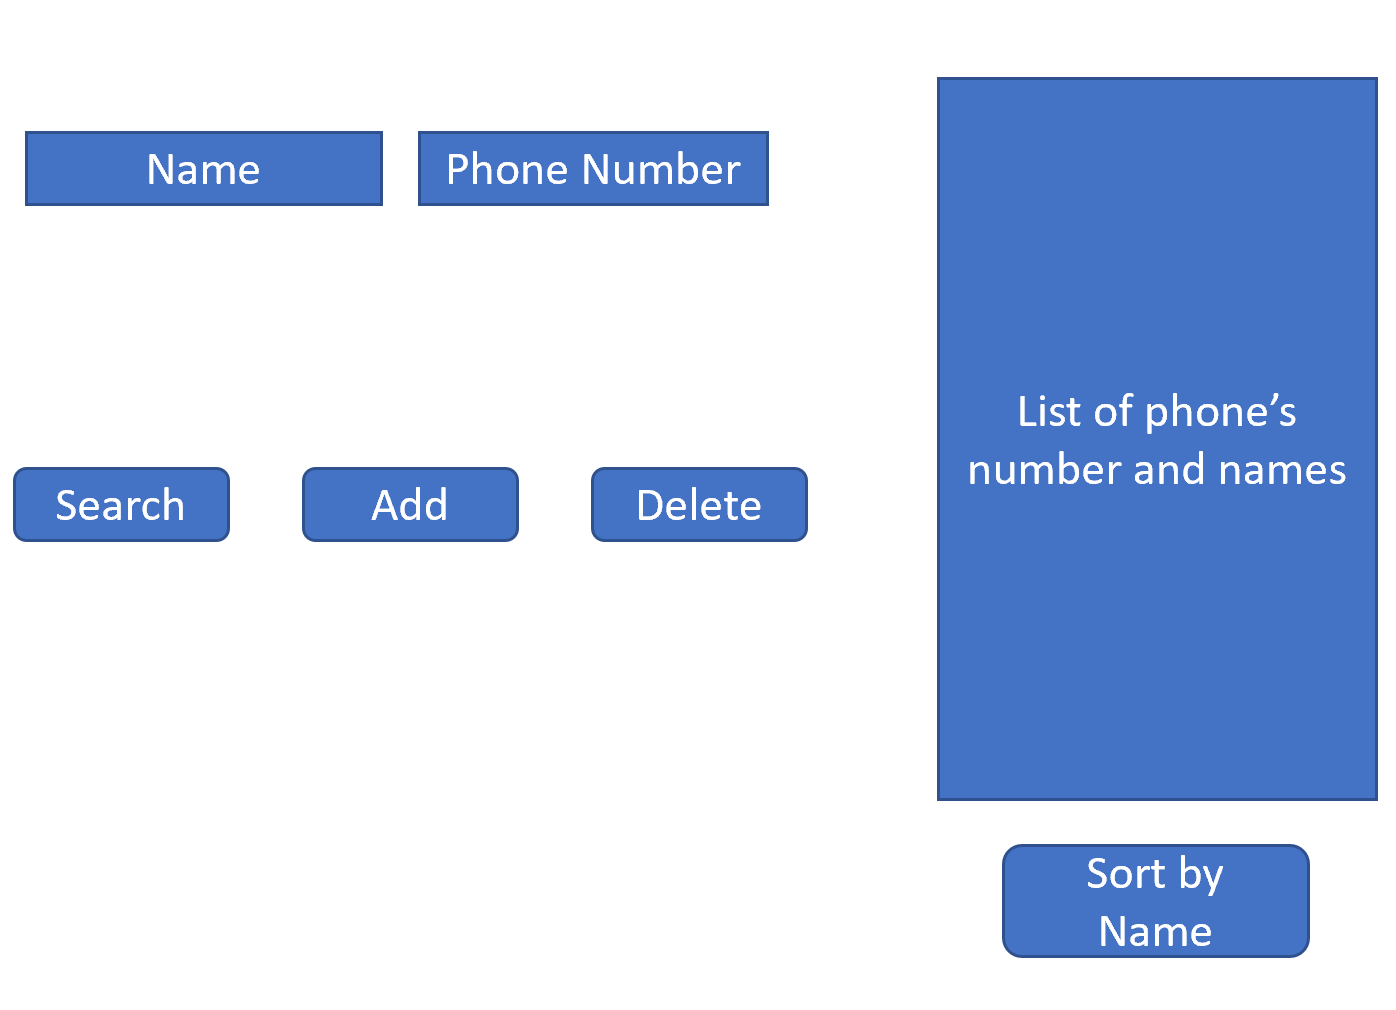 Name
Phone Number
List of phone’s
number and names
Search
Add
Delete
Sort by
Name